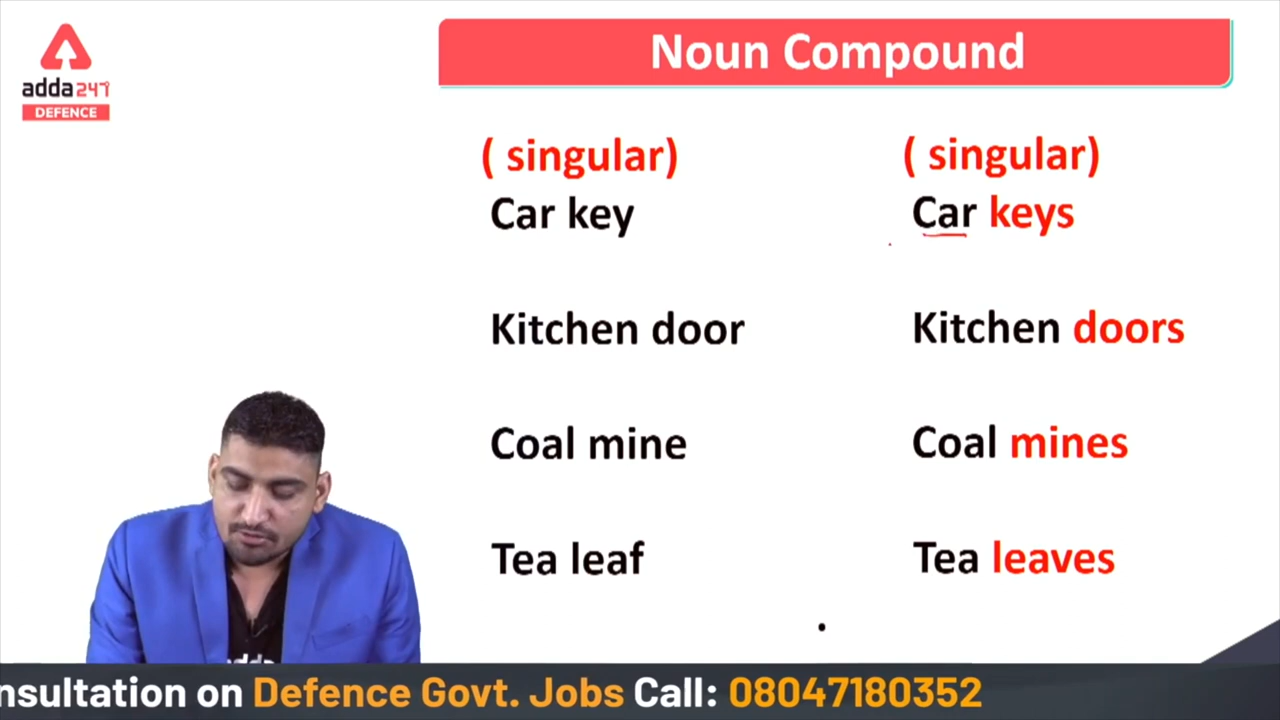 adda247
DEFENCE
Noun Compound
( singular) ( singular)
Car key Car keys
Kitchen door Kitchen doors
Coal mine Coal mines
Tea leaf Tea leaves
adda
nsultation on Defence Govt. Jobs Call: 08047180352